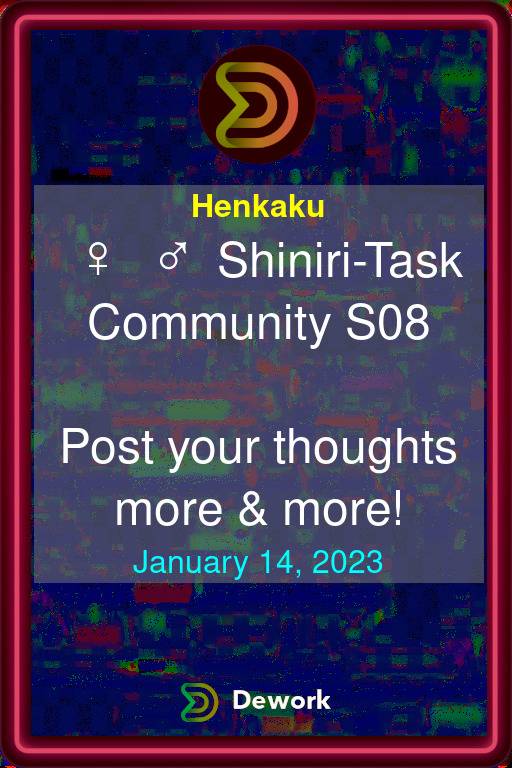 Henkaku
♀ ♂ Shiniri-Task
Community S08
Post your thoughts
more & more!
January 14, 2023
Dework